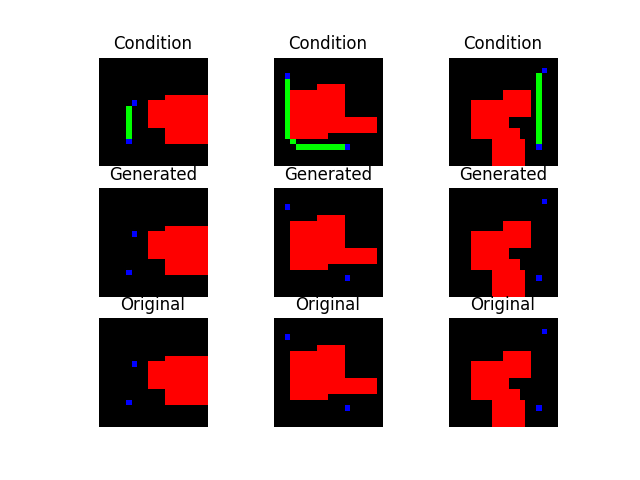 Condition Condition Condition
Generated Generated Generated
Original Original Original